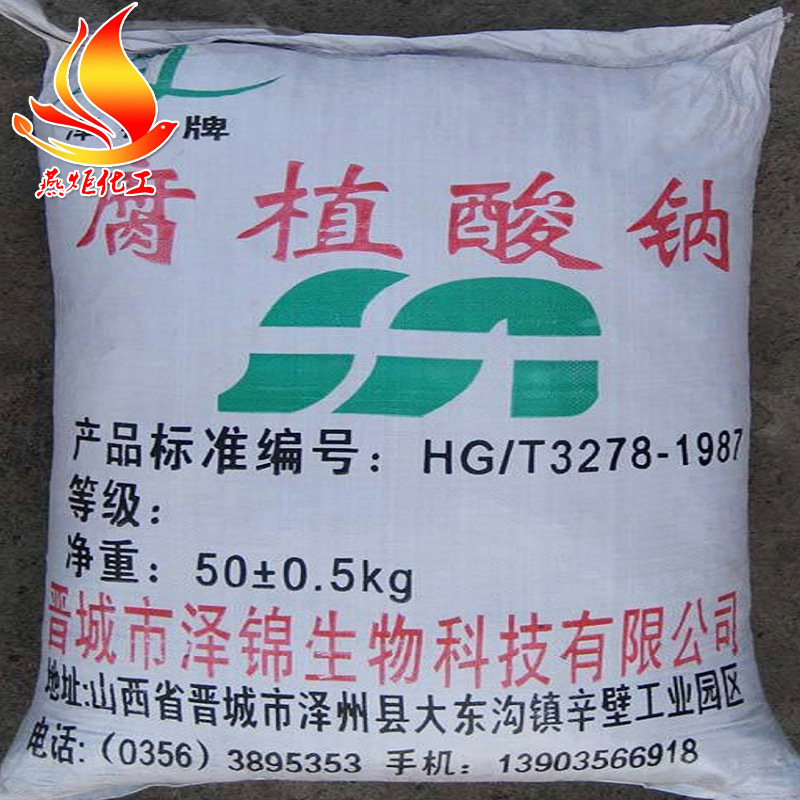 牌
燕炬化工
腐植酸钠
产品标准编号：HG/T3278-1987
等级：
净重：50±0.5kg
晋城市泽锦生物科技有限公司
地址:山西省晋城市泽州县大东沟镇辛壁工业园区
电话:（0356）3895353 手机：13903566918